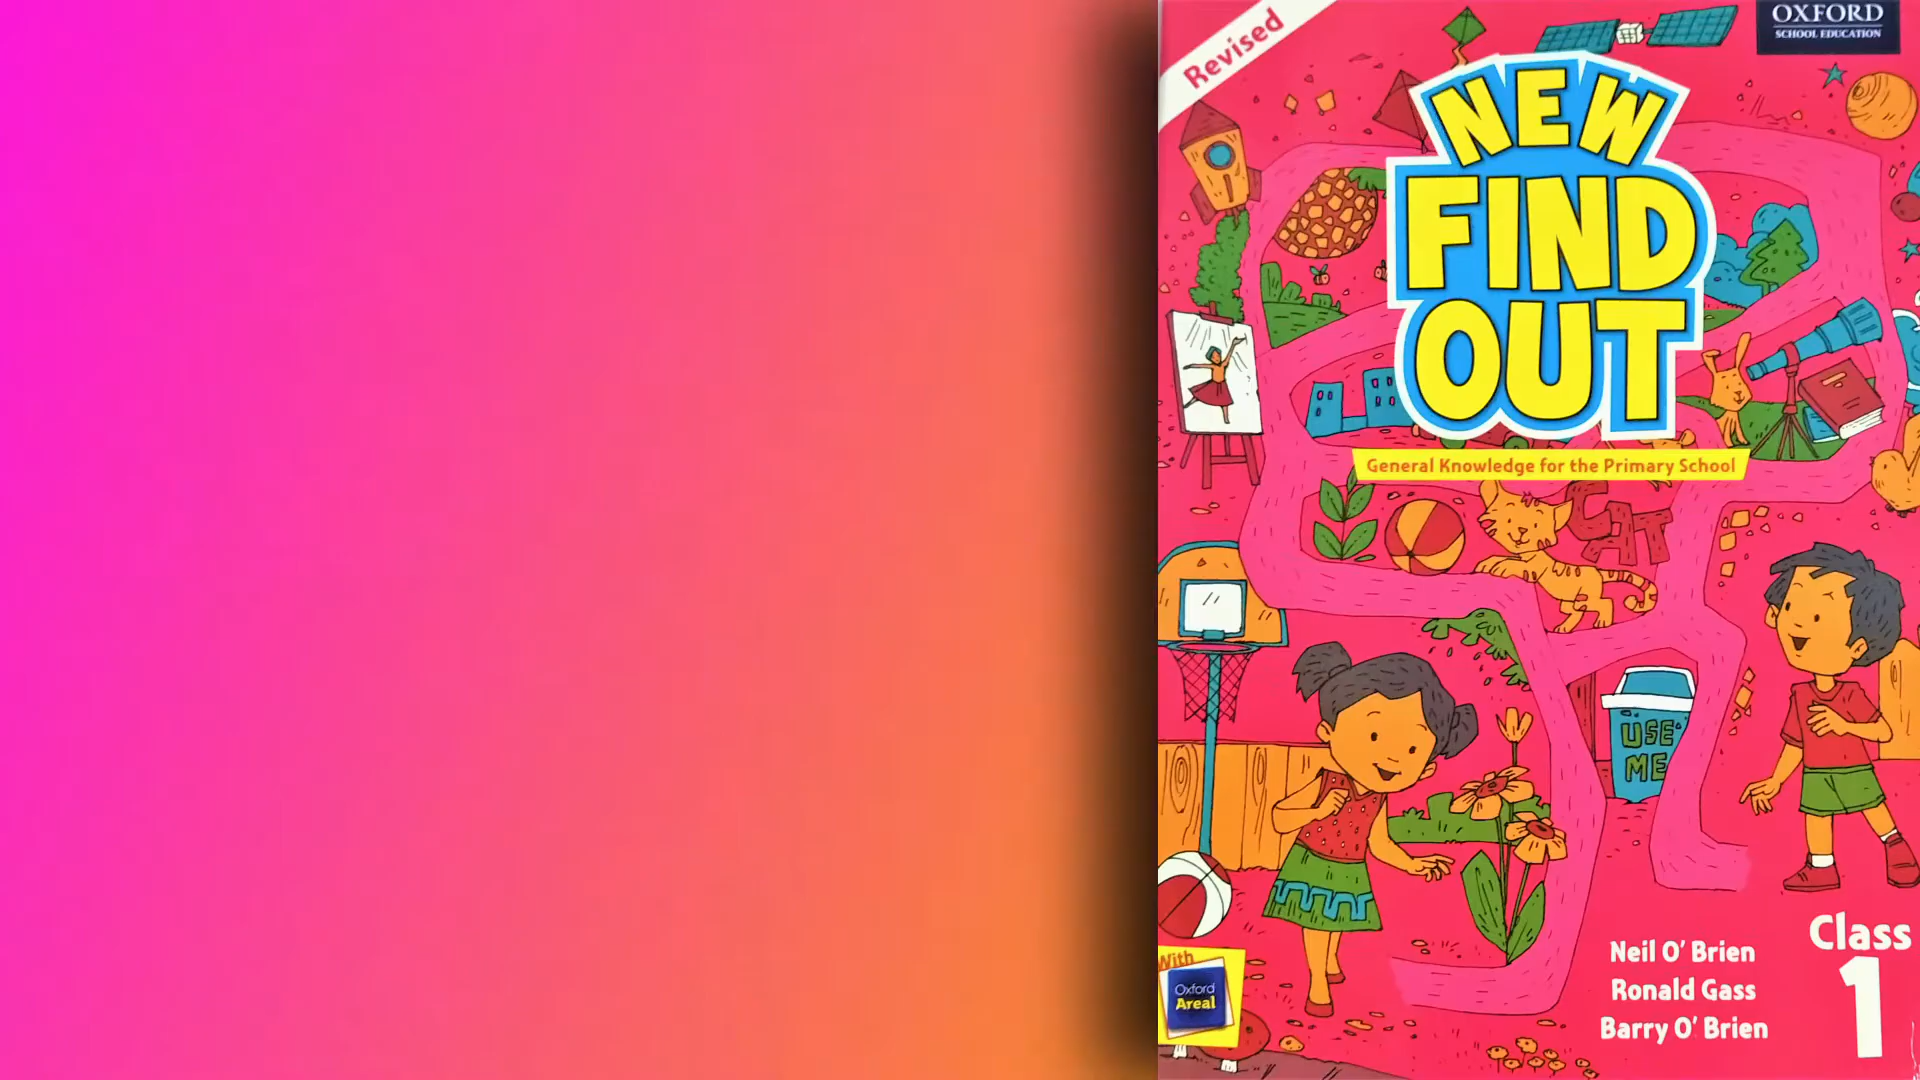 Revised
OXFORD
SCHOOL EDUCATION
NEW
FIND
OUT
General Knowledge for the Primary School
CAT
USE
ME
With
Oxford
Areal
Neil O' Brien
Ronald Gass
Barry O' Brien
Class
1